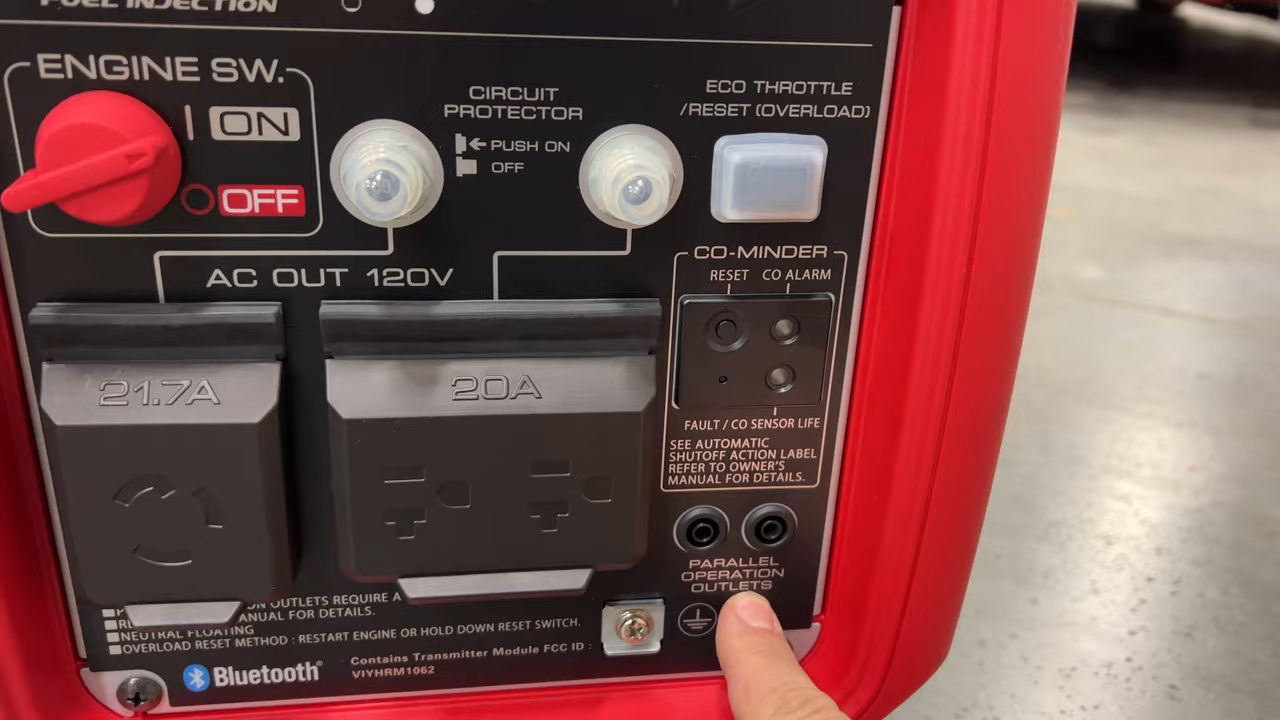 FUEL INJECTION
ENGINE SW.
ON
OFF
CIRCUIT
PROTECTOR
PUSH ON
OFF
ECO THROTTLE
/RESET (OVERLOAD)
AC OUT 120V
21.7A
20A
CO-MINDER
RESET CO ALARM
FAULT / CO SENSOR LIFE
SEE AUTOMATIC
SHUTOFF ACTION LABEL
REFER TO OWNER'S
MANUAL FOR DETAILS.
PARALLEL
OPERATION
OUTLETS
OUTLETS REQUIRE A
MANUAL FOR DETAILS.
NEUTRAL FLOATING
OVERLOAD RESET METHOD : RESTART ENGINE OR HOLD DOWN RESET SWITCH.
Bluetooth®
Contains Transmitter Module FCC ID :
VIYHRM1062